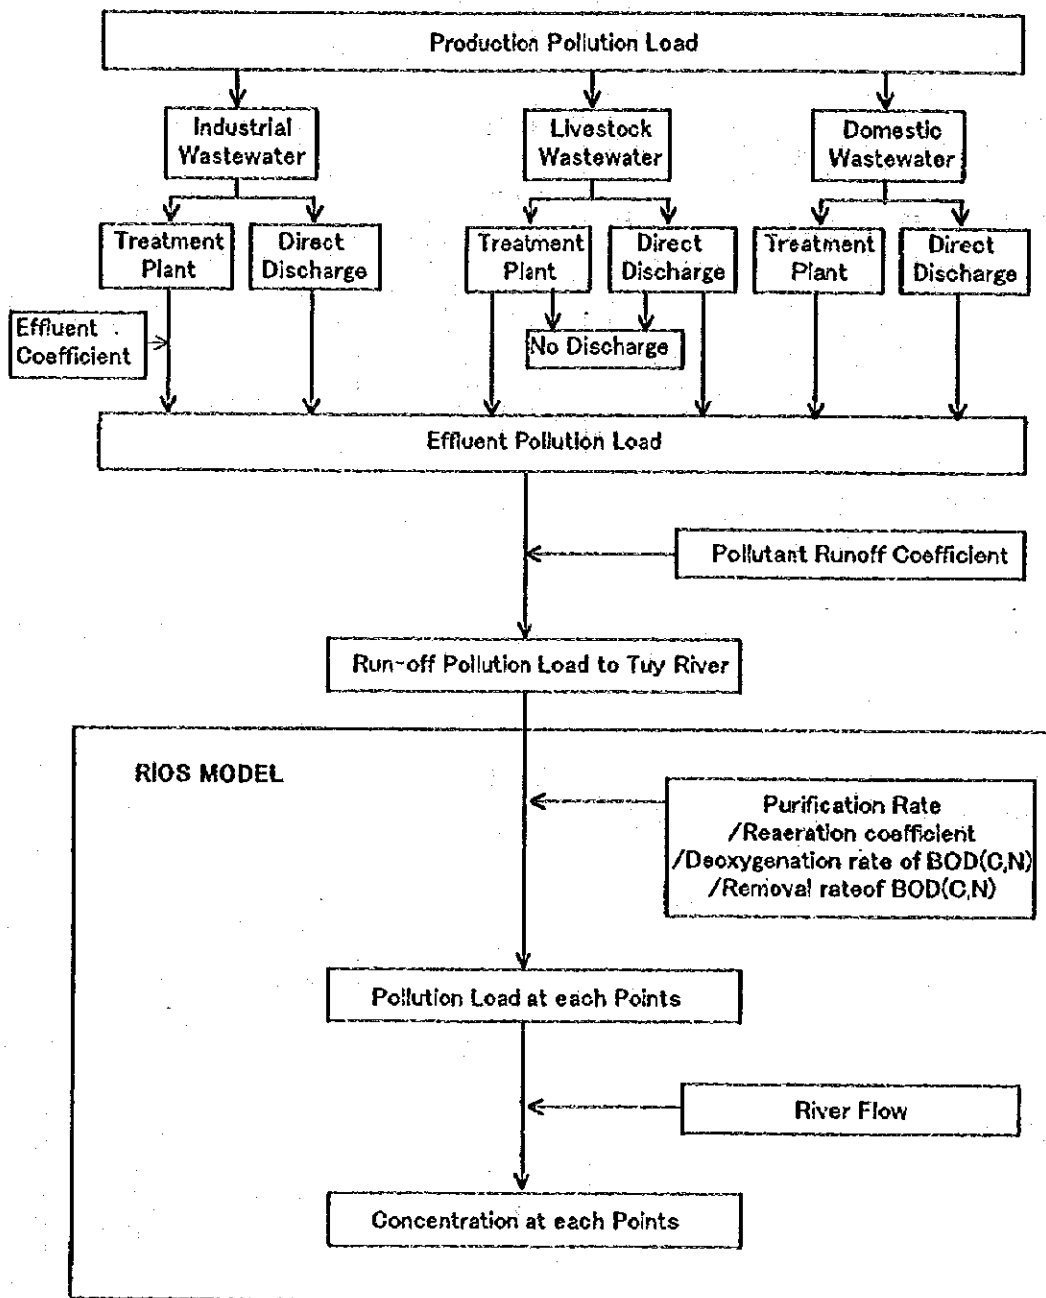 Production Pollution Load
Industrial
Wastewater
Livestock
Wastewater
Domestic
Wastewater
Treatment
Plant
Direct
Discharge
Treatment
Plant
Direct
Discharge
Treatment
Plant
Direct
Discharge
Effluent
Coefficient
No Discharge
Effluent Pollution Load
Pollutant Runoff Coefficient
Run-off Pollution Load to Tuy River
RIOS MODEL
Purification Rate
/Reaeration coefficient
/Deoxygenation rate of BOD(C,N)
/Removal rateof BOD(C,N)
Pollution Load at each Points
River Flow
Concentration at each Points